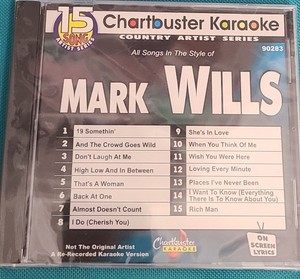 15
SONG
ARTIST SERIES
Chartbuster Karaoke
COUNTRY ARTIST SERIES
90283
All Songs In The Style of
MARK WILLS
1 19 Somethin'
2 And The Crowd Goes Wild
3 Don't Laugh At Me
4 High Low And In Between
5 That's A Woman
6 Back At One
7 Almost Doesn't Count
8 I Do (Cherish You)
9 She's In Love
10 When You Think Of Me
11 Wish You Were Here
12 Loving Every Minute
13 Places I've Never Been
14 I Want To Know (Everything
There Is To Know About You)
15 Rich Man
Not The Original Artist
A Re-Recorded Karaoke Version
Chartbuster
KARAOKE
ON
SCREEN
LYRICS